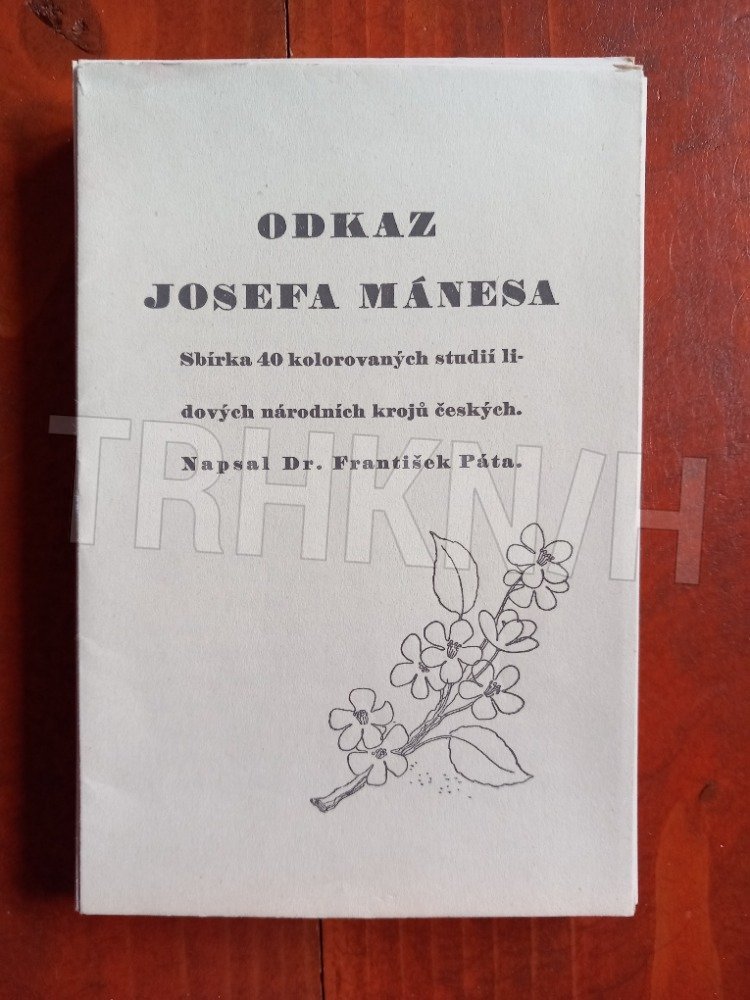 ODKAZ
JOSEFA MÁNESA
Sbírka 40 kolorovaných studií li-
dových národních krojů českých.
Napsal Dr. František Páta.
TRHKNIH